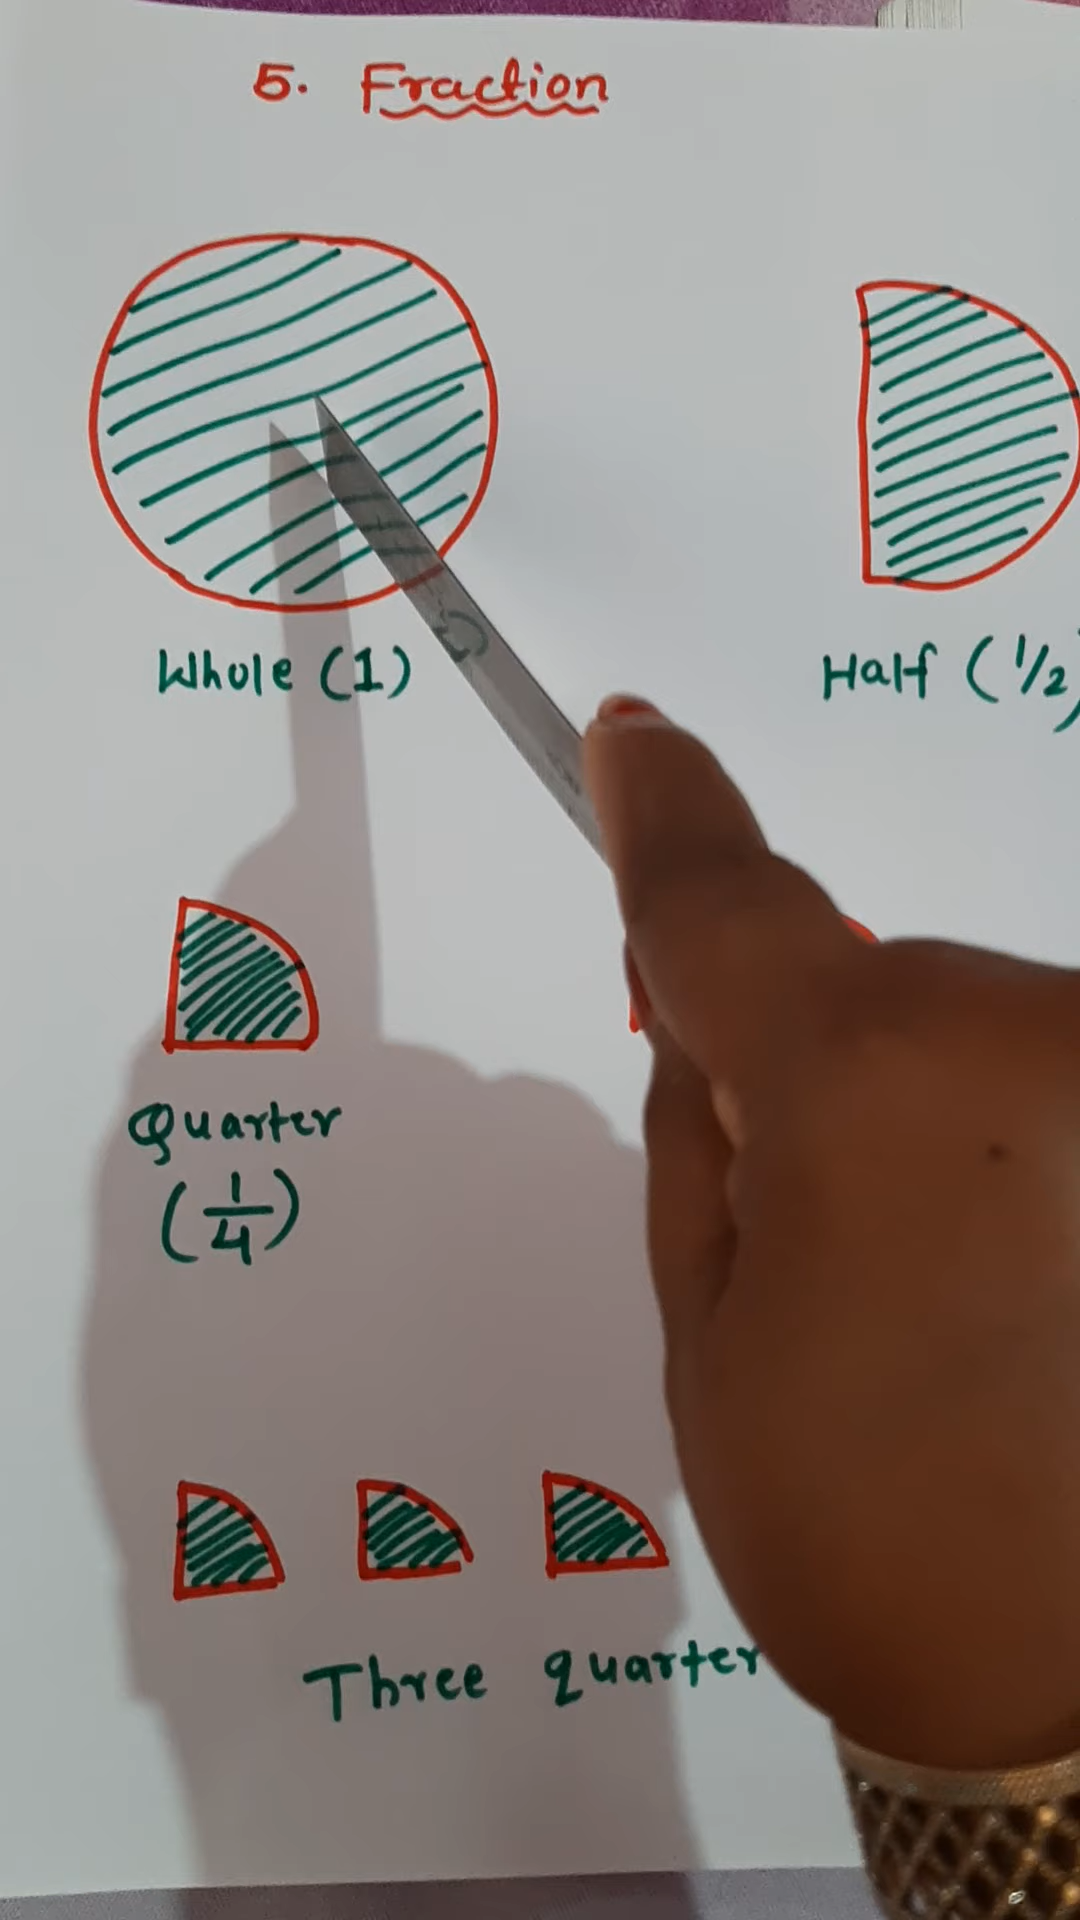 5. Fraction
Whole (1)
Half (1/2)
Quarter
(1/4)
Three quarter